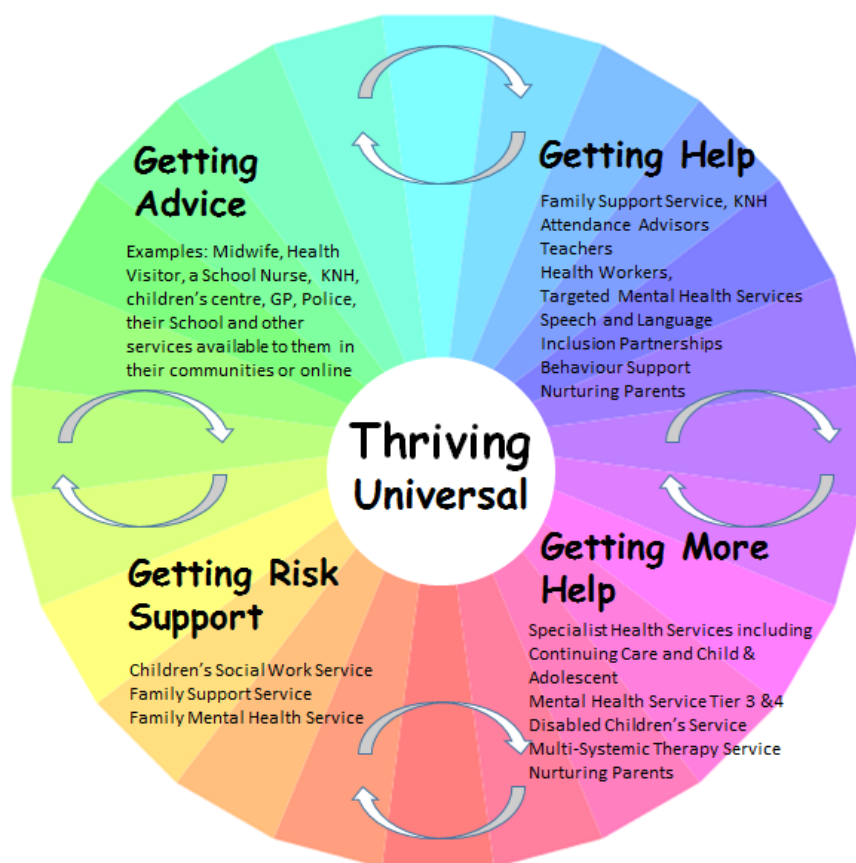 Getting
Advice
Examples: Midwife, Health
Visitor, a School Nurse, KNH,
children's centre, GP, Police,
their School and other
services available to them in
their communities or online
Getting Help
Family Support Service, KNH
Attendance Advisors
Teachers
Health Workers,
Targeted Mental Health Services
Speech and Language
Inclusion Partnerships
Behaviour Support
Nurturing Parents
Thriving
Universal
Getting Risk
Support
Children's Social Work Service
Family Support Service
Family Mental Health Service
Getting More
Help
Specialist Health Services including
Continuing Care and Child &
Adolescent
Mental Health Service Tier 3 &4
Disabled Children's Service
Multi-Systemic Therapy Service
Nurturing Parents